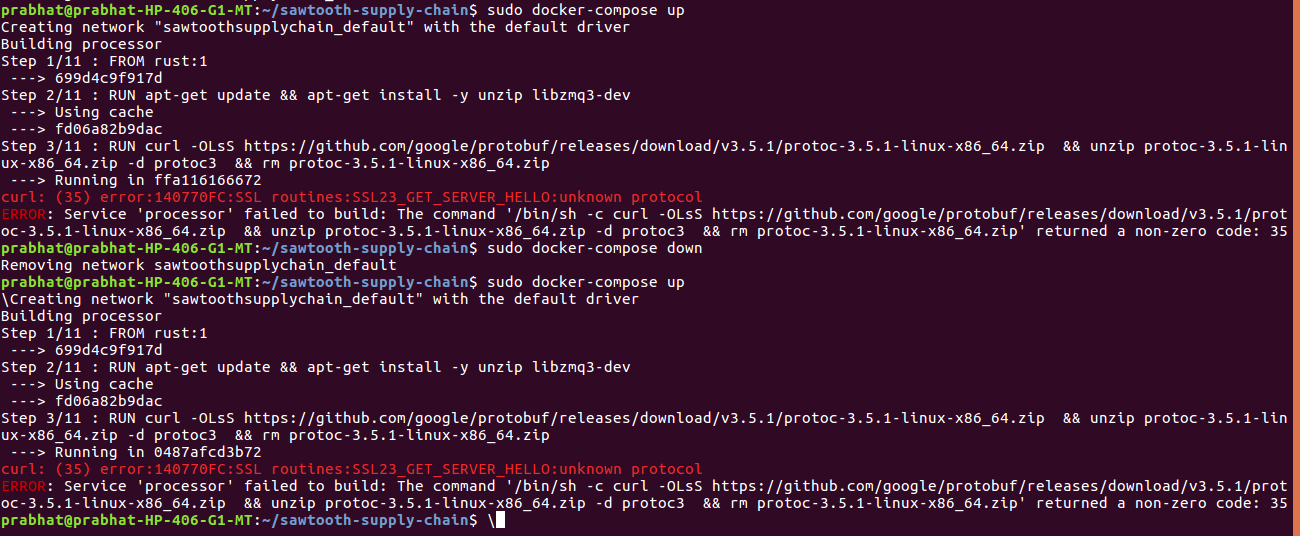 prabhat@prabhat-HP-406-G1-MT:~/sawtooth-supply-chain$ sudo docker-compose up
Creating network "sawtoothsupplychain_default" with the default driver
Building processor
Step 1/11 : FROM rust:1
 ---> 699d4c9f917d
Step 2/11 : RUN apt-get update && apt-get install -y unzip libzmq3-dev
 ---> Using cache
 ---> fd06a82b9dac
Step 3/11 : RUN curl -OLsS https://github.com/google/protobuf/releases/download/v3.5.1/protoc-3.5.1-linux-x86_64.zip  && unzip protoc-3.5.1-lin
ux-x86_64.zip -d protoc3  && rm protoc-3.5.1-linux-x86_64.zip
 ---> Running in ffa116166672
curl: (35) error:140770FC:SSL routines:SSL23_GET_SERVER_HELLO:unknown protocol
ERROR: Service 'processor' failed to build: The command '/bin/sh -c curl -OLsS https://github.com/google/protobuf/releases/download/v3.5.1/prot
oc-3.5.1-linux-x86_64.zip  && unzip protoc-3.5.1-linux-x86_64.zip -d protoc3  && rm protoc-3.5.1-linux-x86_64.zip' returned a non-zero code: 35
prabhat@prabhat-HP-406-G1-MT:~/sawtooth-supply-chain$ sudo docker-compose down
Removing network sawtoothsupplychain_default
prabhat@prabhat-HP-406-G1-MT:~/sawtooth-supply-chain$ sudo docker-compose up
\Creating network "sawtoothsupplychain_default" with the default driver
Building processor
Step 1/11 : FROM rust:1
 ---> 699d4c9f917d
Step 2/11 : RUN apt-get update && apt-get install -y unzip libzmq3-dev
 ---> Using cache
 ---> fd06a82b9dac
Step 3/11 : RUN curl -OLsS https://github.com/google/protobuf/releases/download/v3.5.1/protoc-3.5.1-linux-x86_64.zip  && unzip protoc-3.5.1-lin
ux-x86_64.zip -d protoc3  && rm protoc-3.5.1-linux-x86_64.zip
 ---> Running in 0487afcd3b72
curl: (35) error:140770FC:SSL routines:SSL23_GET_SERVER_HELLO:unknown protocol
ERROR: Service 'processor' failed to build: The command '/bin/sh -c curl -OLsS https://github.com/google/protobuf/releases/download/v3.5.1/prot
oc-3.5.1-linux-x86_64.zip  && unzip protoc-3.5.1-linux-x86_64.zip -d protoc3  && rm protoc-3.5.1-linux-x86_64.zip' returned a non-zero code: 35
prabhat@prabhat-HP-406-G1-MT:~/sawtooth-supply-chain$ \